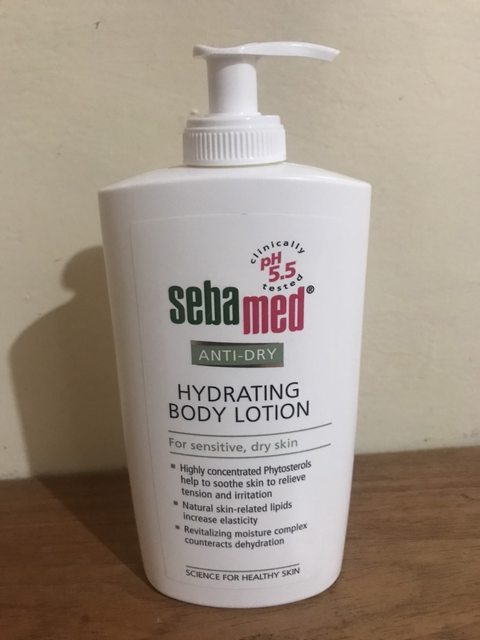 clinically
pH
5.5
tested
sebamed®
ANTI-DRY
HYDRATING
BODY LOTION
For sensitive, dry skin
▪ Highly concentrated Phytosterols
help to soothe skin to relieve
tension and irritation
▪ Natural skin-related lipids
increase elasticity
▪ Revitalizing moisture complex
counteracts dehydration
SCIENCE FOR HEALTHY SKIN